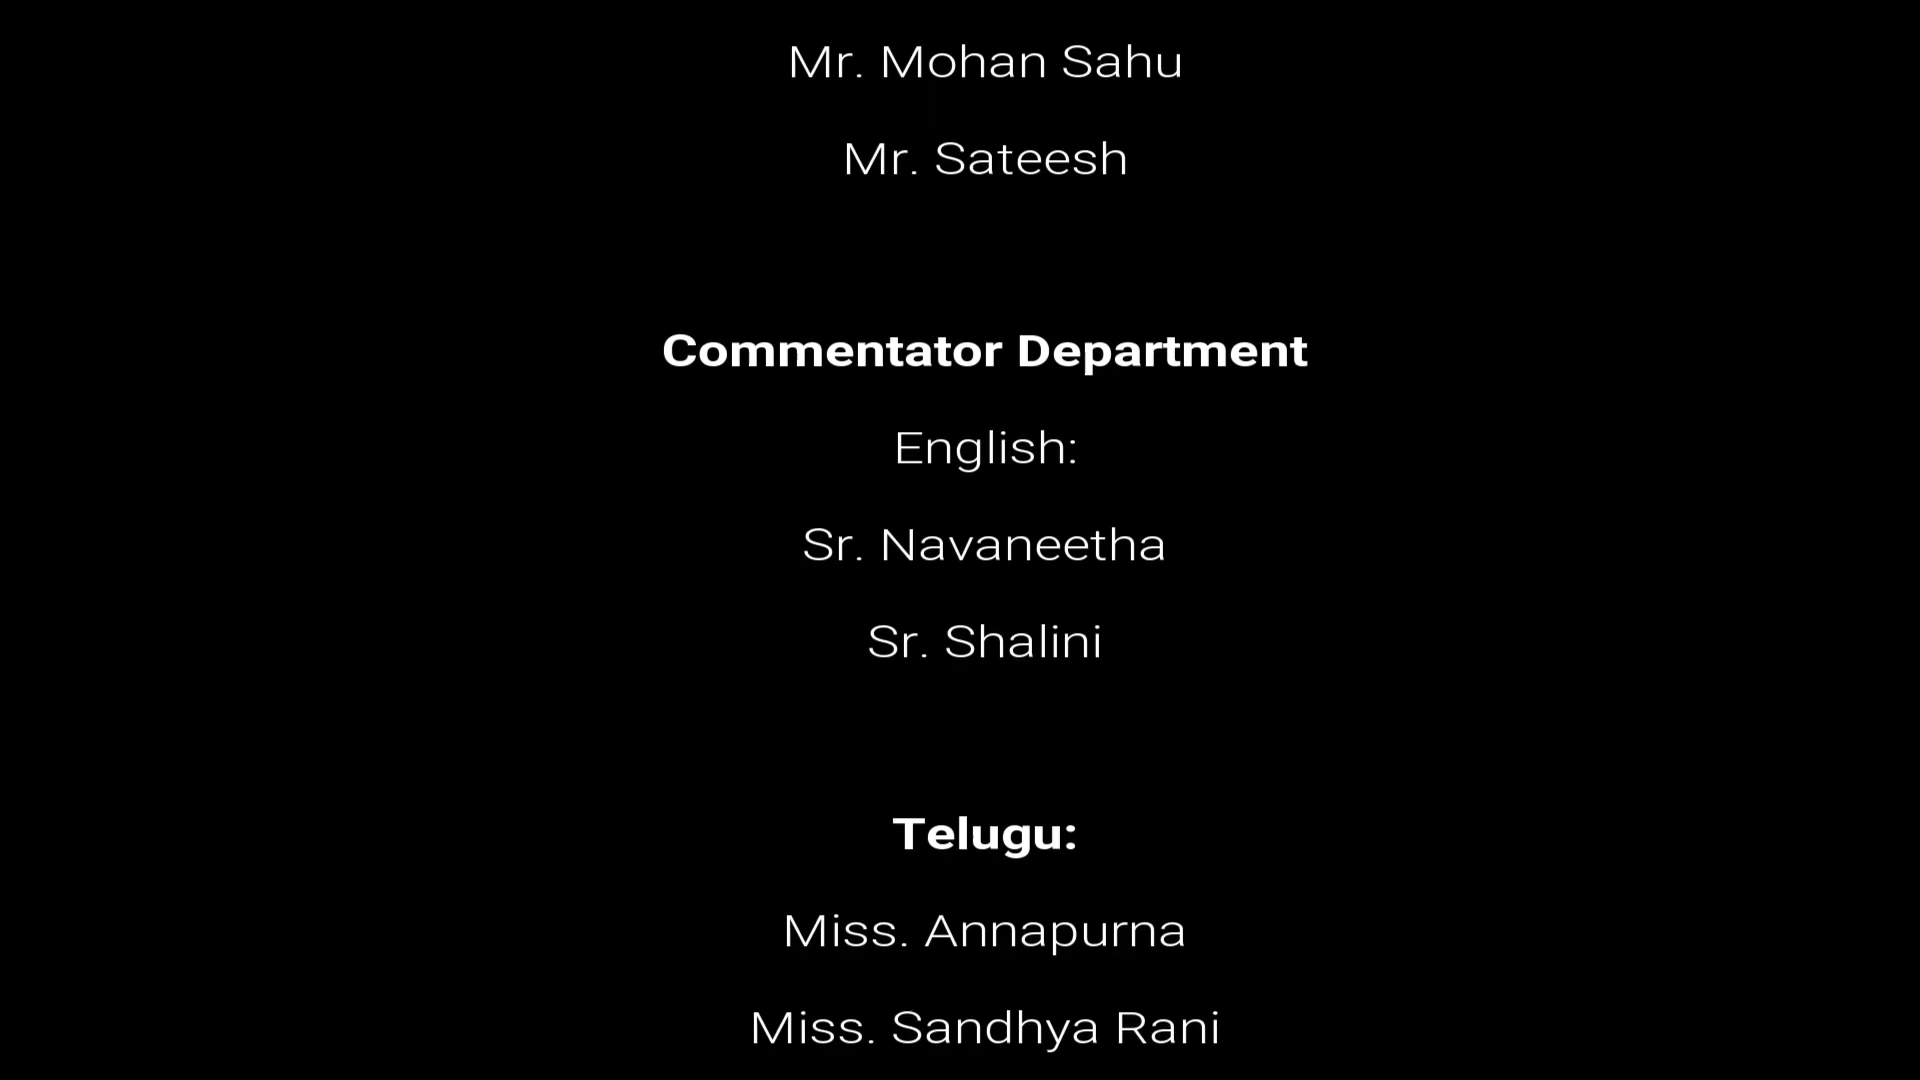 Mr. Mohan Sahu
Mr. Sateesh
Commentator Department
English:
Sr. Navaneetha
Sr. Shalini
Telugu:
Miss. Annapurna
Miss. Sandhya Rani